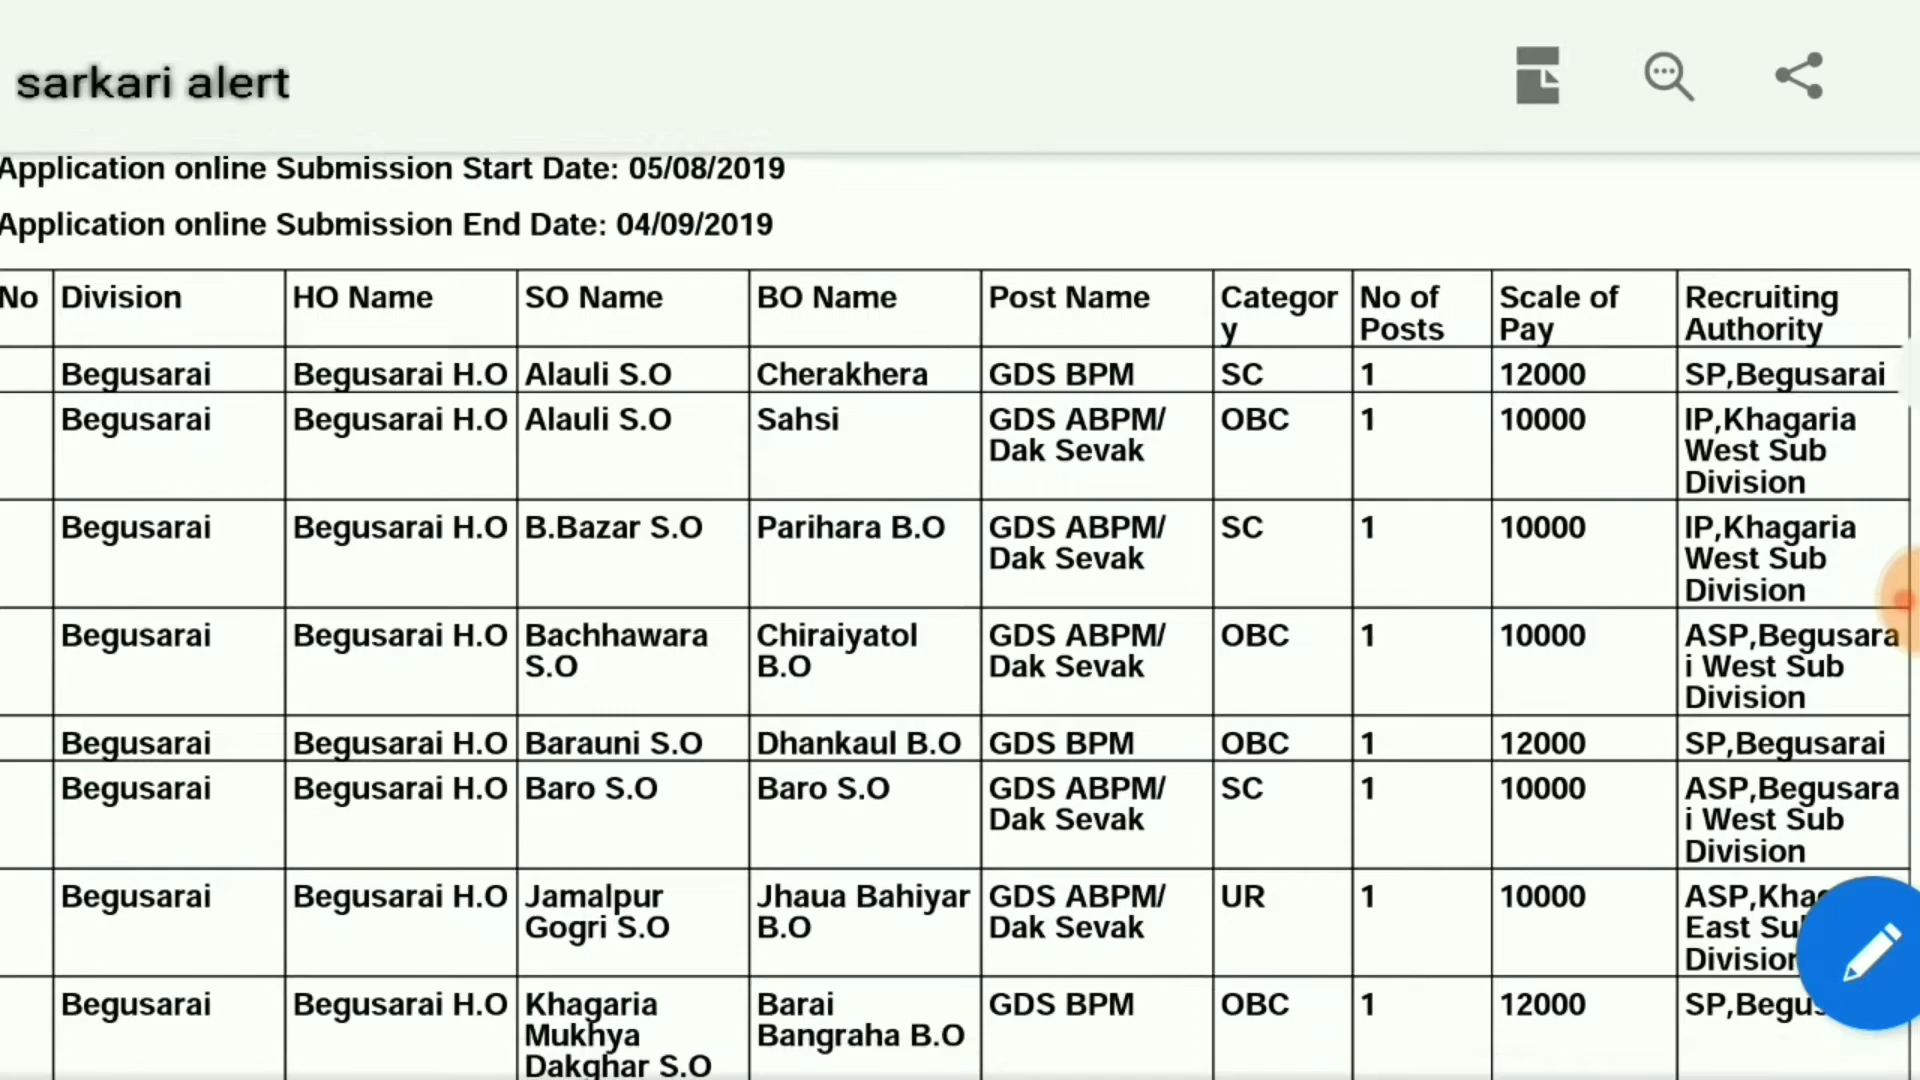 sarkari alert
Application online Submission Start Date: 05/08/2019
Application online Submission End Date: 04/09/2019
No Division HO Name SO Name BO Name Post Name Categor No of Scale of Recruiting
y Posts Pay Authority
Begusarai Begusarai H.O Alauli S.O Cherakhera GDS BPM SC 1 12000 SP,Begusarai
Begusarai Begusarai H.O Alauli S.O Sahsi GDS ABPM/ OBC 1 10000 IP,Khagaria
Dak Sevak West Sub
Division
Begusarai Begusarai H.O B.Bazar S.O Parihara B.O GDS ABPM/ SC 1 10000 IP,Khagaria
Dak Sevak West Sub
Division
Begusarai Begusarai H.O Bachhawara Chiraiyatol GDS ABPM/ OBC 1 10000 ASP,Begusara
S.O B.O Dak Sevak i West Sub
Division
Begusarai Begusarai H.O Barauni S.O Dhankaul B.O GDS BPM OBC 1 12000 SP,Begusarai
Begusarai Begusarai H.O Baro S.O Baro S.O GDS ABPM/ SC 1 10000 ASP,Begusara
Dak Sevak i West Sub
Division
Begusarai Begusarai H.O Jamalpur Jhaua Bahiyar GDS ABPM/ UR 1 10000
Gogri S.O B.O Dak Sevak East
Begusarai Begusarai H.O Khagaria Barai GDS BPM OBC 1 12000
Mukhya Bangraha B.O
Dakghar S.O